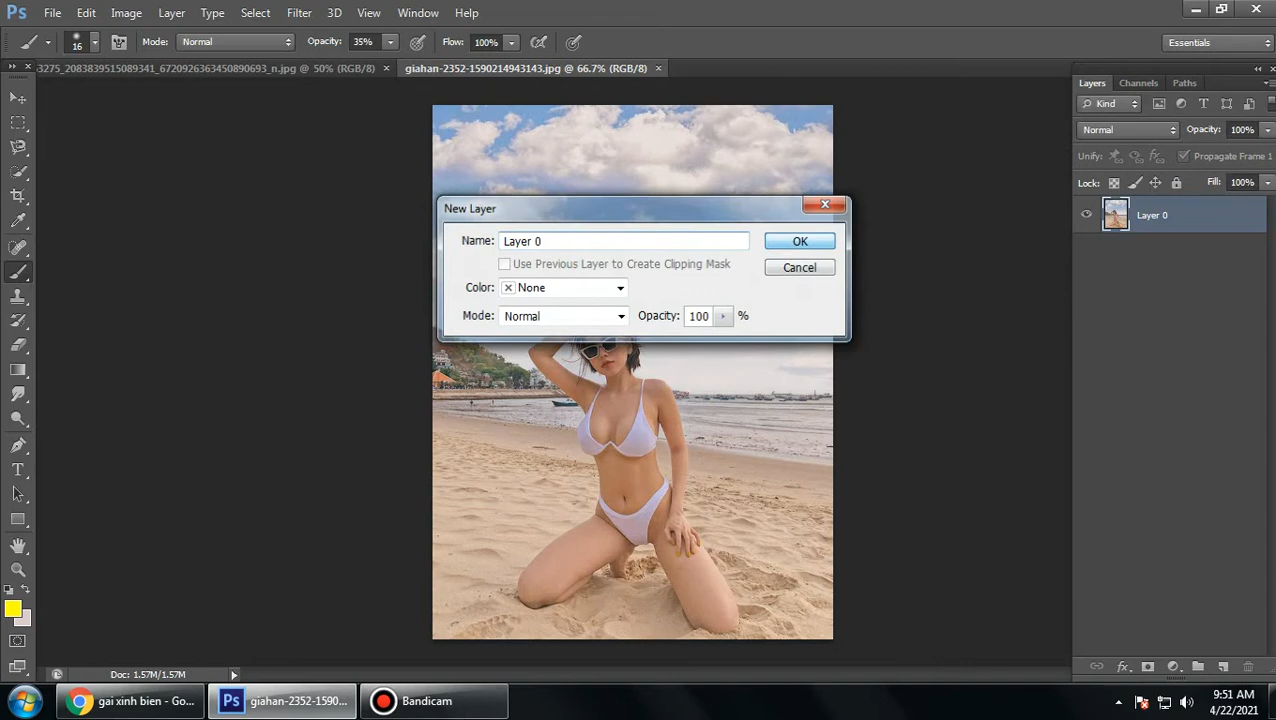 Ps File Edit Image Layer Type Select Filter 3D View Window Help
16 Mode: Normal Opacity: 35% Flow: 100% Essentials
3275_2083839515089341_6720926363450890693_n.jpg @ 50% (RGB/8) × giahan-2352-1590214943143.jpg @ 66.7% (RGB/8) ×
Layers Channels Paths
Kind
Normal Opacity: 100%
Unify: Propagate Frame 1
Lock: Fill: 100%
Layer 0
New Layer
Name: Layer 0 OK
Use Previous Layer to Create Clipping Mask Cancel
Color: None
Mode: Normal Opacity: 100 %
Doc: 1.57M/1.57M
gai xinh bien - Go... Ps giahan-2352-1590... Bandicam
9:51 AM
4/22/2021